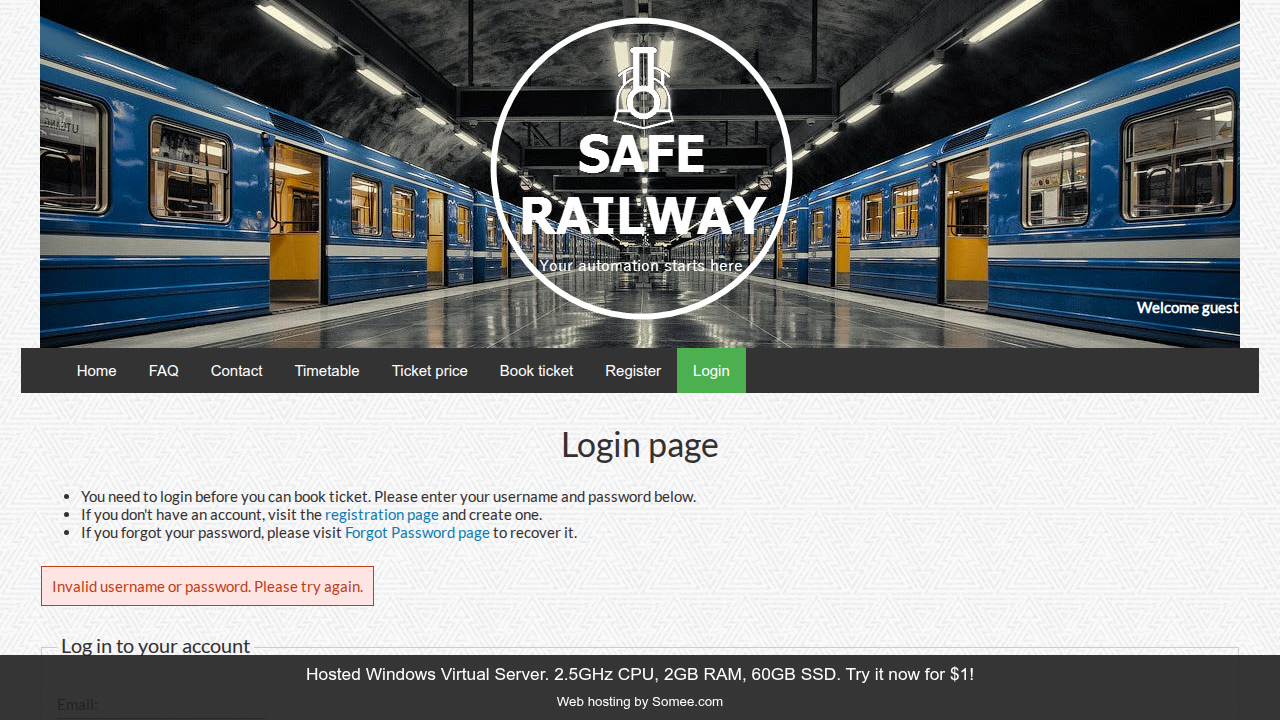 SAFE
RAILWAY
Your automation starts here
Welcome guest
Home FAQ Contact Timetable Ticket price Book ticket Register Login
Login page
You need to login before you can book ticket. Please enter your username and password below.
If you don't have an account, visit the registration page and create one.
If you forgot your password, please visit Forgot Password page to recover it.
Invalid username or password. Please try again.
Log in to your account
Hosted Windows Virtual Server. 2.5GHz CPU, 2GB RAM, 60GB SSD. Try it now for $1!
Web hosting by Somee.com
Email: